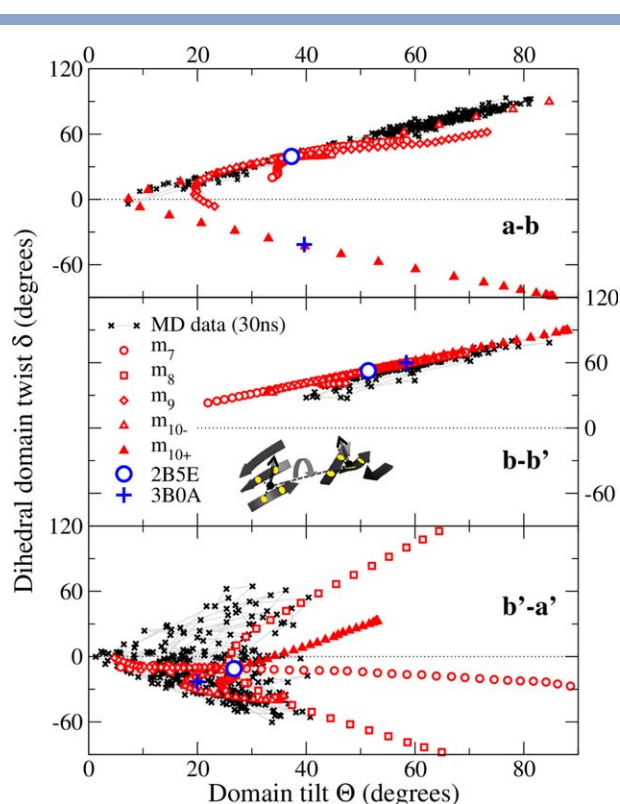 0 20 40 60 80
120
60
0
-60
a-b
Dihedral domain twist δ (degrees)
MD data (30ns)
m7
m8
m9
m10-
m10+
2B5E
3B0A
120
60
0
-60
b-b’
120
60
0
-60
b’-a’
0 20 40 60 80
Domain tilt Θ (degrees)